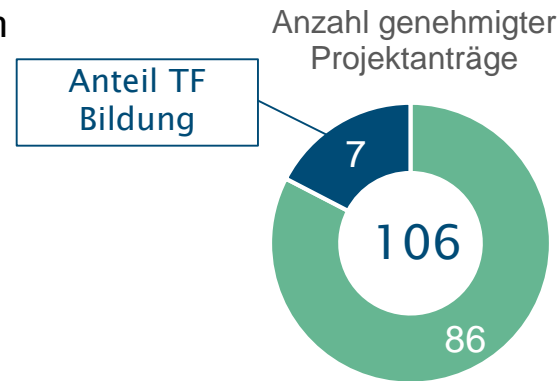 n
Anzahl genehmigter
Projektanträge
Anteil TF
Bildung
7
106
86